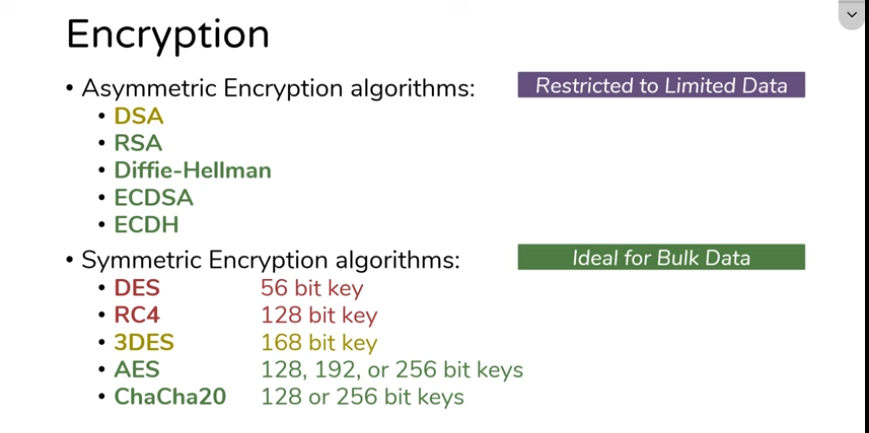 Encryption
• Asymmetric Encryption algorithms: Restricted to Limited Data
• DSA
• RSA
• Diffie-Hellman
• ECDSA
• ECDH
• Symmetric Encryption algorithms: Ideal for Bulk Data
• DES 56 bit key
• RC4 128 bit key
• 3DES 168 bit key
• AES 128, 192, or 256 bit keys
• ChaCha20 128 or 256 bit keys